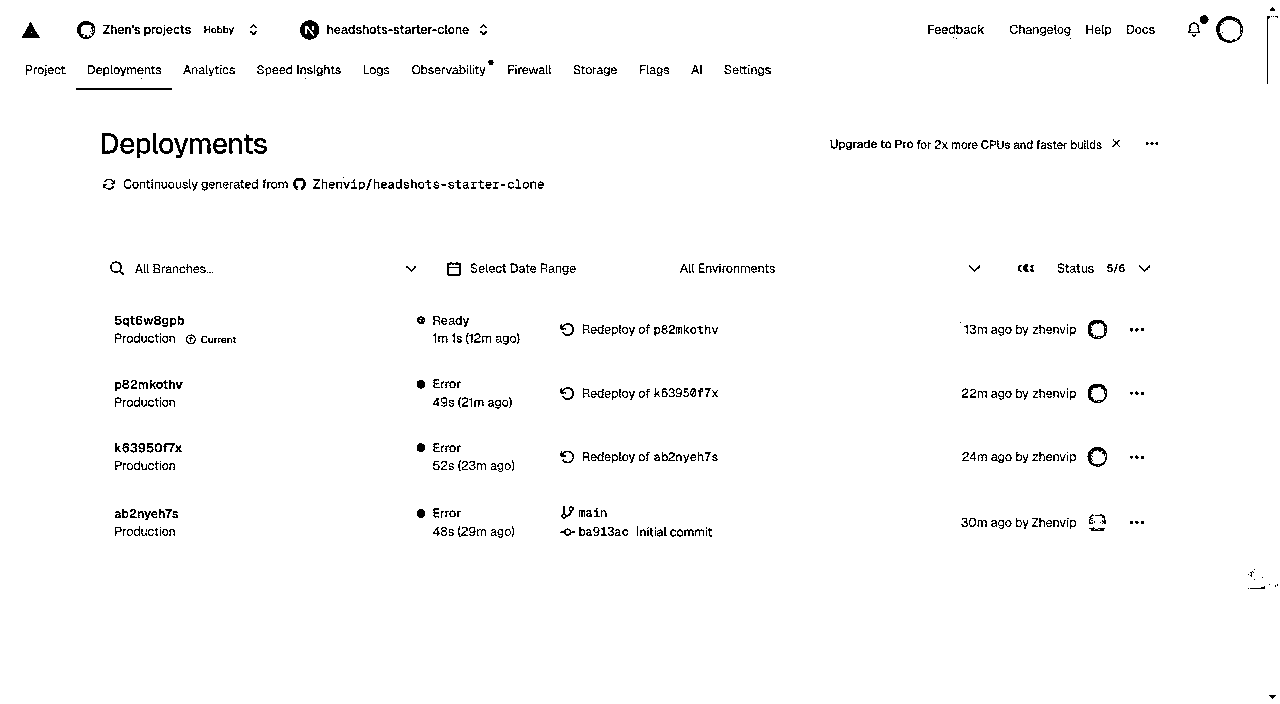 Zhen's projects Hobby headshots-starter-clone Feedback Changelog Help Docs
Project Deployments Analytics Speed Insights Logs Observability Firewall Storage Flags AI Settings
Deployments
Upgrade to Pro for 2x more CPUs and faster builds
Continuously generated from Zhenvip/headshots-starter-clone
All Branches... Select Date Range All Environments Status 5/6
5qt6w8gpb Ready Redeploy of p82mkothv 13m ago by zhenvip
Production Current 1m 1s (12m ago)
p82mkothv Error Redeploy of k63950f7x 22m ago by zhenvip
Production 49s (21m ago)
k63950f7x Error Redeploy of ab2nyeh7s 24m ago by zhenvip
Production 52s (23m ago)
ab2nyeh7s Error main 30m ago by Zhenvip
Production 48s (29m ago) ba913ac Initial commit